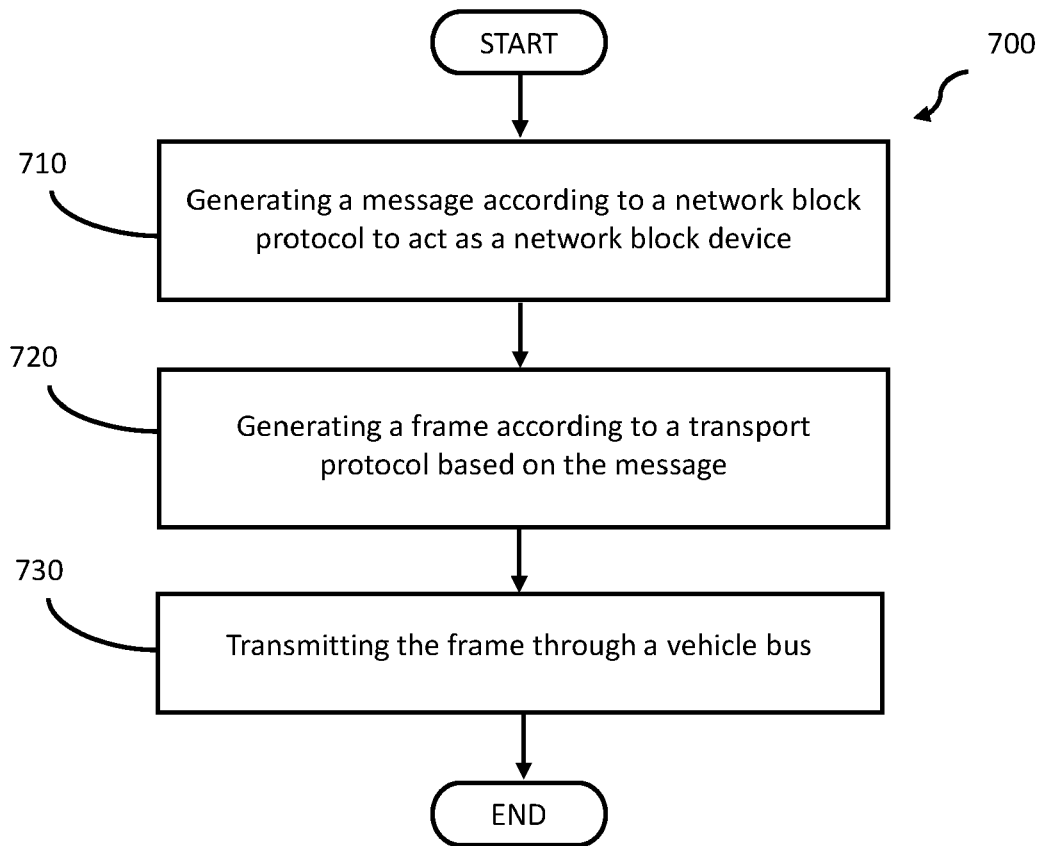 START
700
710
Generating a message according to a network block
protocol to act as a network block device
720
Generating a frame according to a transport
protocol based on the message
730
Transmitting the frame through a vehicle bus
END